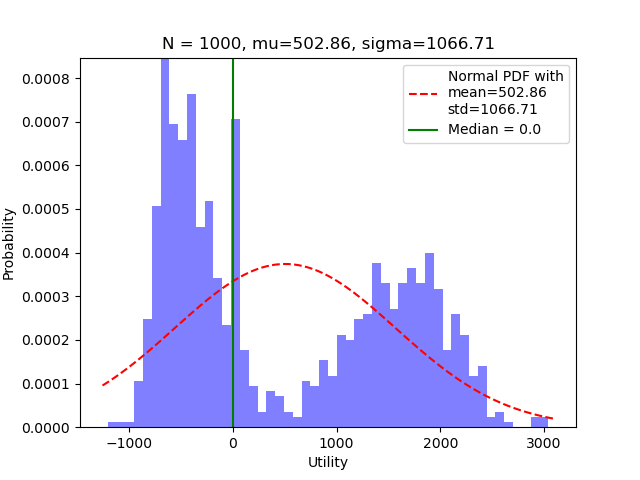 N = 1000, mu=502.86, sigma=1066.71
Normal PDF with
mean=502.86
std=1066.71
Median = 0.0
Probability
0.0008
0.0007
0.0006
0.0005
0.0004
0.0003
0.0002
0.0001
0.0000
−1000 0 1000 2000 3000
Utility